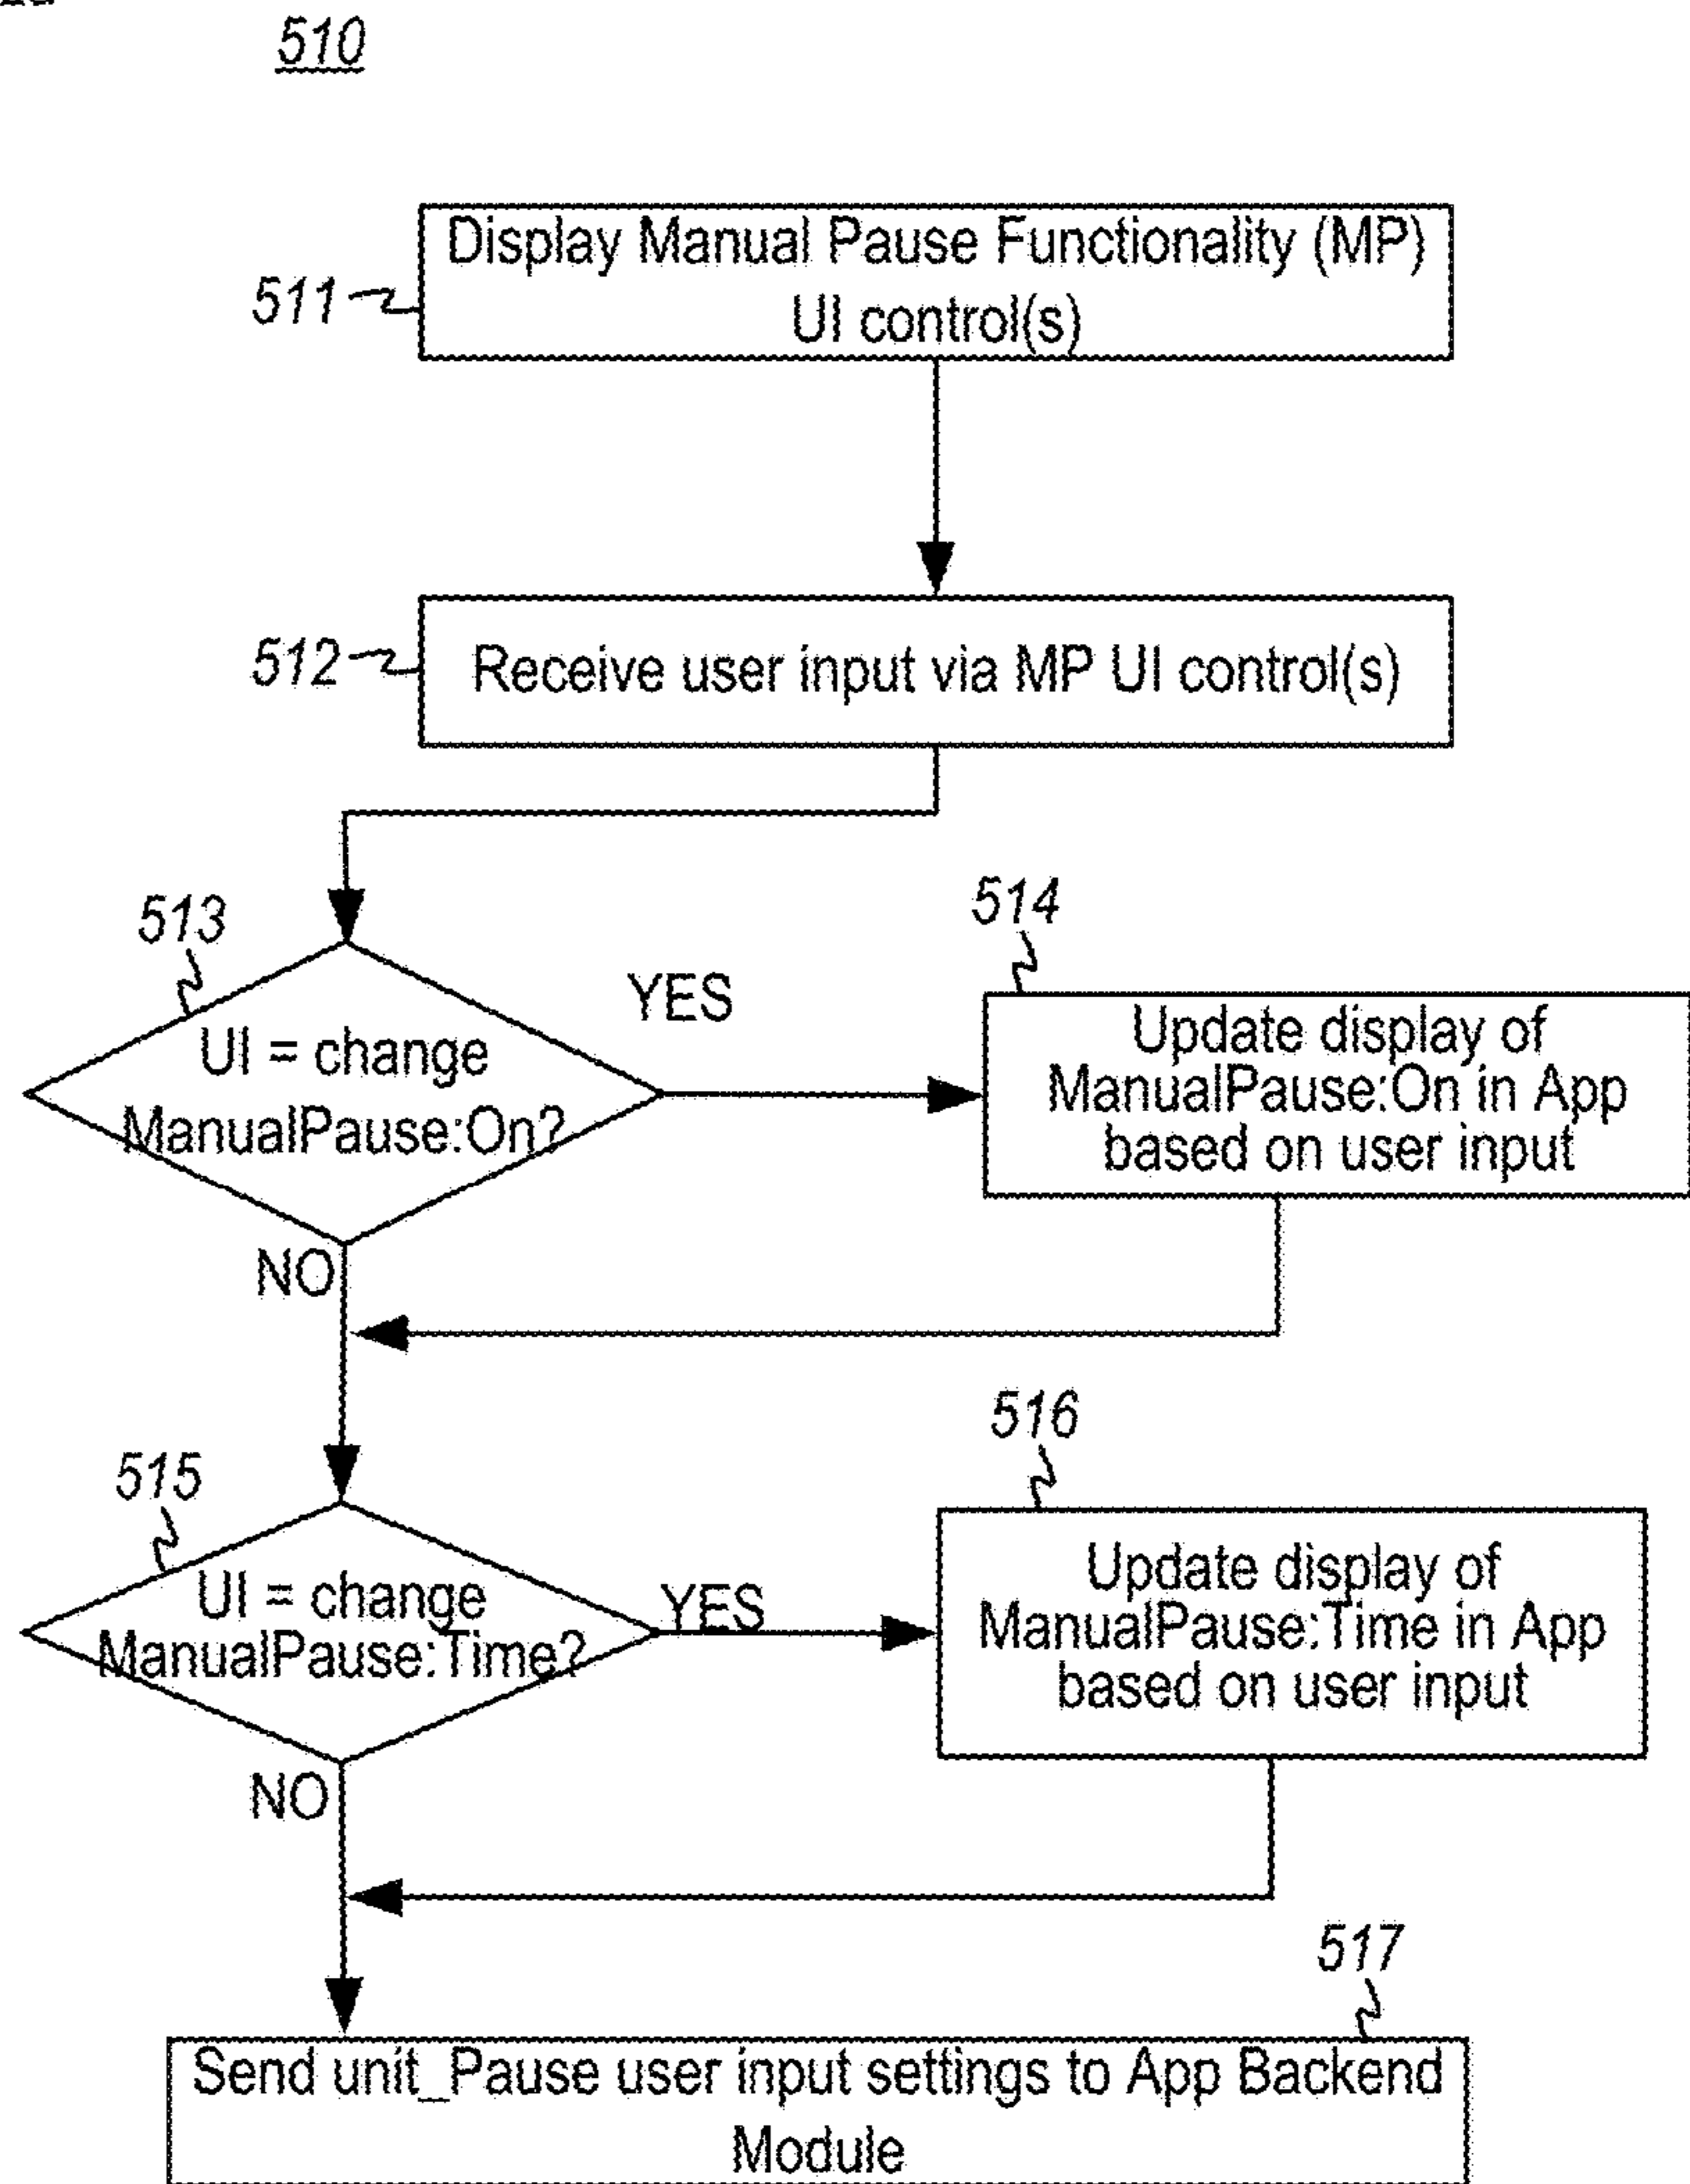 510
Display Manual Pause Functionality (MP)
UI control(s)
511
512
Receive user input via MP UI control(s)
513
514
UI = change
ManualPause:On?
YES
Update display of
ManualPause:On in App
based on user input
NO
515
516
UI = change
ManualPause:Time?
YES
Update display of
ManualPause:Time in App
based on user input
NO
517
Send unit_Pause user input settings to App Backend
Module